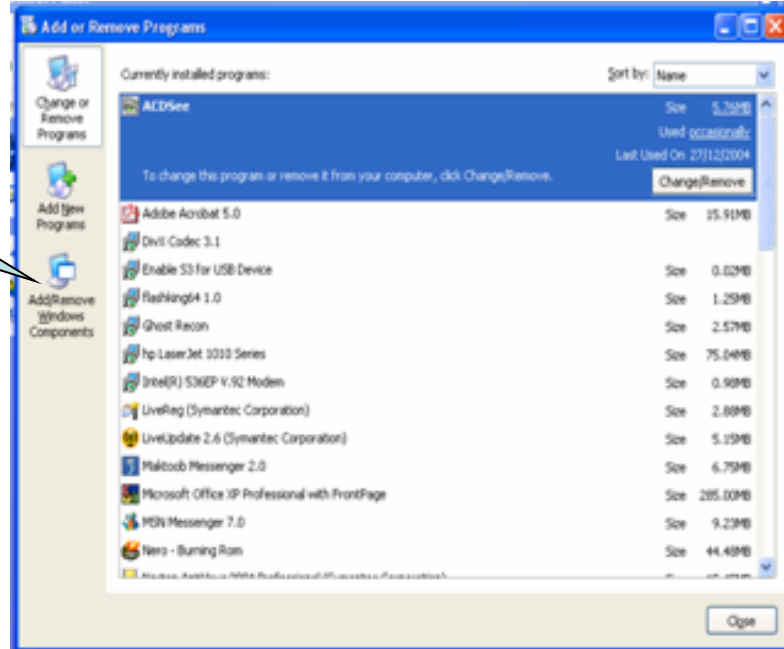 Add or Remove Programs
Change or Remove Programs
Add New Programs
Add/Remove Windows Components
Currently installed programs:
Sort by: Name
ACDSee Size 5.76MB
Used occasionally
Last Used On 27/12/2004
To change this program or remove it from your computer, click Change/Remove.
Change/Remove
Adobe Acrobat 5.0 Size 15.91MB
DivX Codec 3.1
Enable S3 for USB Device Size 0.02MB
flashking64 1.0 Size 1.25MB
Ghost Recon Size 2.57MB
hp LaserJet 1010 Series Size 75.04MB
Intel(R) 536EP V.92 Modem Size 0.98MB
LiveReg (Symantec Corporation) Size 2.88MB
LiveUpdate 2.6 (Symantec Corporation) Size 5.15MB
Maktoob Messenger 2.0 Size 6.75MB
Microsoft Office XP Professional with FrontPage Size 285.00MB
MSN Messenger 7.0 Size 9.23MB
Nero - Burning Rom Size 44.48MB
Norton AntiVirus 2004 Professional (Symantec Corporation)
Close